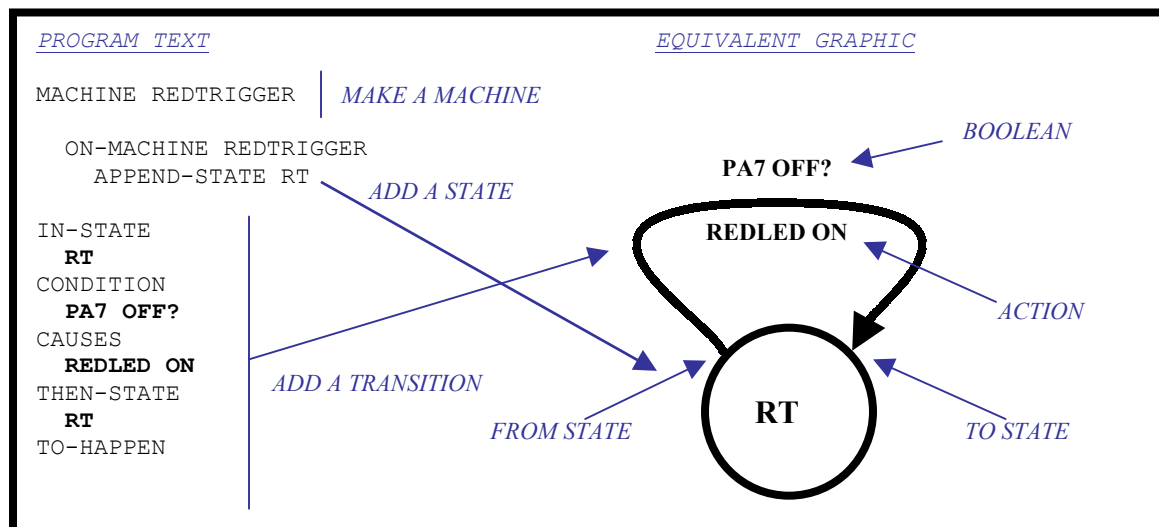 PROGRAM TEXT
EQUIVALENT GRAPHIC
MACHINE REDTRIGGER
MAKE A MACHINE
ON-MACHINE REDTRIGGER
APPEND-STATE RT
ADD A STATE
IN-STATE
RT
CONDITION
PA7 OFF?
CAUSES
REDLED ON
THEN-STATE
RT
TO-HAPPEN
ADD A TRANSITION
BOOLEAN
PA7 OFF?
REDLED ON
ACTION
RT
FROM STATE
TO STATE